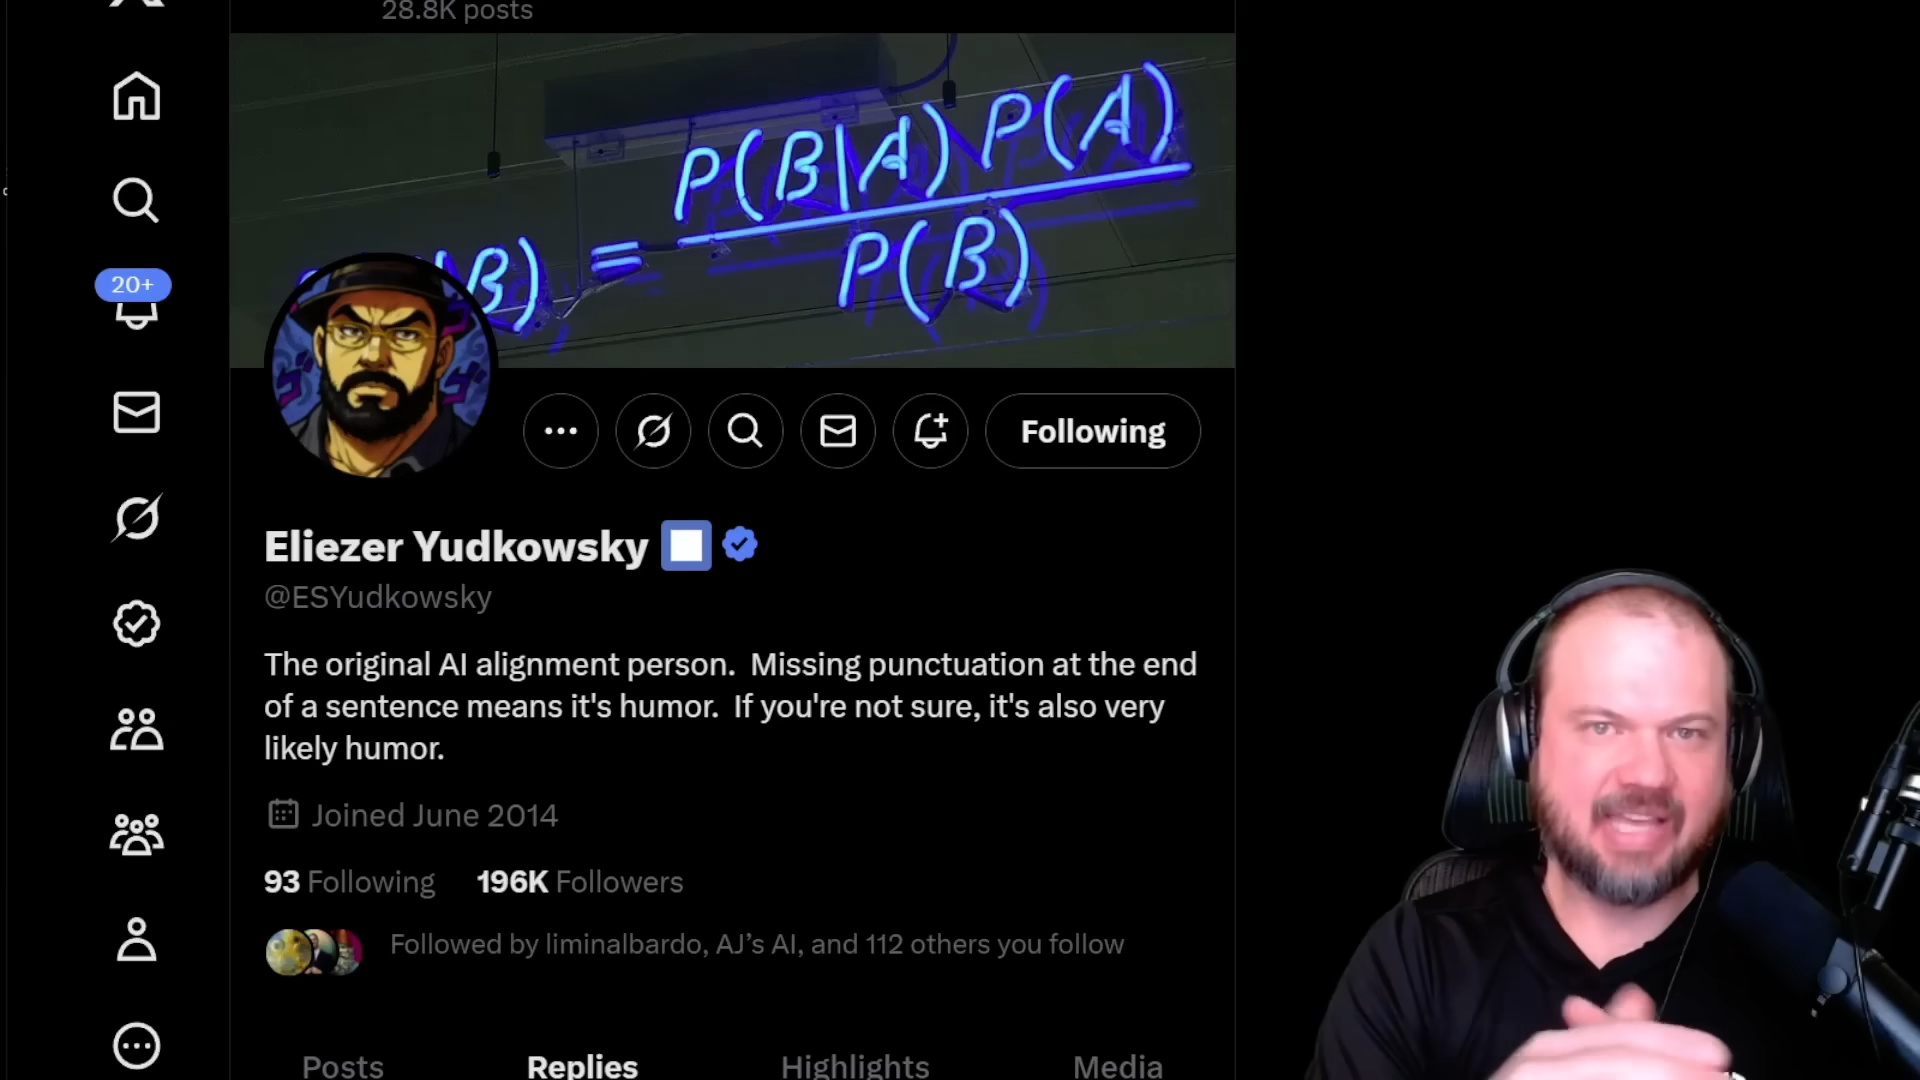 28.8K posts
P(B|A) P(A)
B) =
P(B)
20+
Following
Eliezer Yudkowsky
@ESYudkowsky
The original AI alignment person.  Missing punctuation at the end
of a sentence means it's humor.  If you're not sure, it's also very
likely humor.
Joined June 2014
93 Following 196K Followers
Followed by liminalbardo, AJ’s AI, and 112 others you follow
Posts Replies Highlights Media